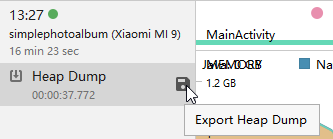 13:27
simplephotoalbum (Xiaomi MI 9)
16 min 23 sec
Heap Dump
00:00:37.772
MainActivity
MEMORY
1.2 GB
Na
Export Heap Dump